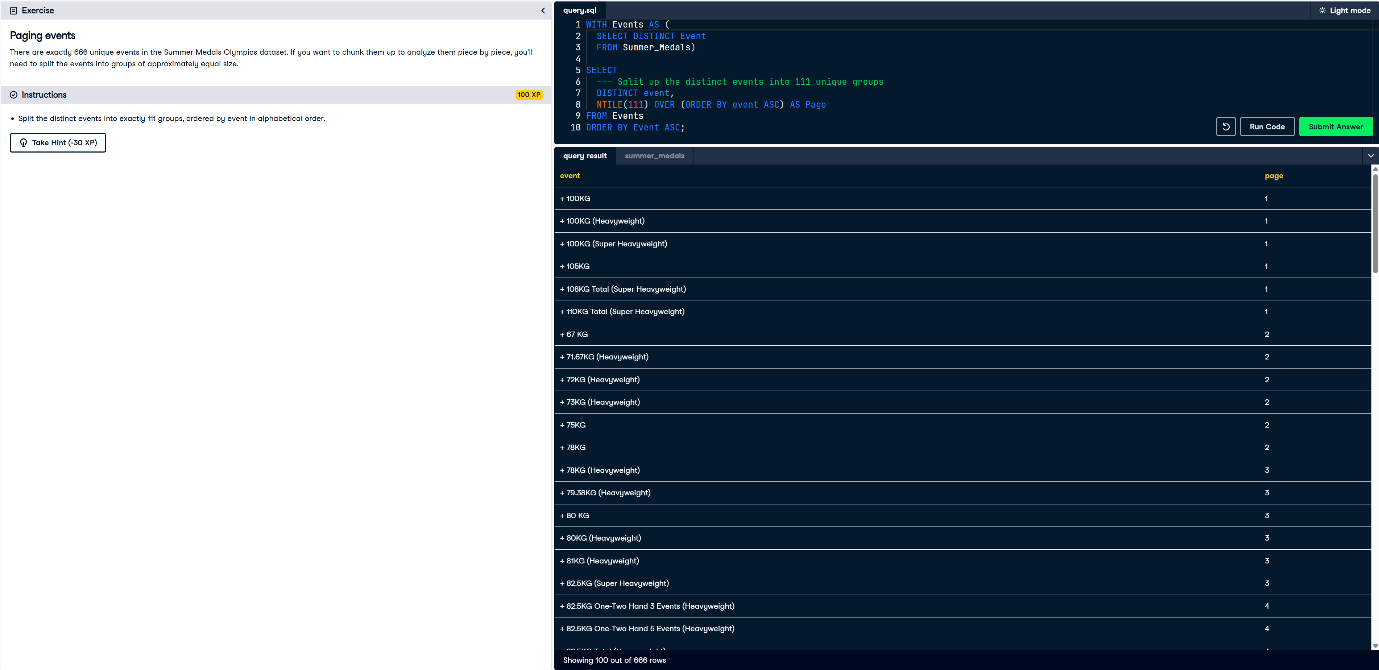 Exercise
Paging events
There are exactly 666 unique events in the Summer Medals Olympics dataset. If you want to chunk them up to analyze them piece by piece, you'll
need to split the events into groups of approximately equal size.
Instructions
100 XP
• Split the distinct events into exactly 111 groups, ordered by event in alphabetical order.
Take Hint (-30 XP)
query.sql
Light mode
1 WITH Events AS (
2 SELECT DISTINCT Event
3 FROM Summer_Medals)
4
5 SELECT
6 --- Split up the distinct events into 111 unique groups
7 DISTINCT event,
8 NTILE(111) OVER (ORDER BY event ASC) AS Page
9 FROM Events
10 ORDER BY Event ASC;
Run Code
Submit Answer
query result
summer_medals
event page
+ 100KG 1
+ 100KG (Heavyweight) 1
+ 100KG (Super Heavyweight) 1
+ 105KG 1
+ 108KG Total (Super Heavyweight) 1
+ 110KG Total (Super Heavyweight) 1
+ 67 KG 2
+ 71.67KG (Heavyweight) 2
+ 72KG (Heavyweight) 2
+ 73KG (Heavyweight) 2
+ 75KG 2
+ 78KG 2
+ 78KG (Heavyweight) 3
+ 79.38KG (Heavyweight) 3
+ 80 KG 3
+ 80KG (Heavyweight) 3
+ 81KG (Heavyweight) 3
+ 82.5KG (Super Heavyweight) 3
+ 82.5KG One-Two Hand 3 Events (Heavyweight) 4
+ 82.5KG One-Two Hand 5 Events (Heavyweight) 4
Showing 100 out of 666 rows